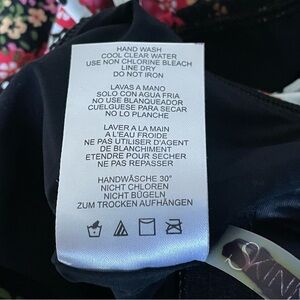 HAND WASH
COOL CLEAR WATER
USE NON CHLORINE BLEACH
LINE DRY
DO NOT IRON
LAVAS A MANO
SOLO CON AGUA FRIA
NO USAR BLANQUEADOR
CUELGUESE PARA SECAR
NO LO PLANCHE
LAVER A LA MAIN
A L'EAU FROIDE
NE PAS UTILISER D'AGENT
DE BLANCHIMENT
ETENDRE POUR SECHER
NE PAS REPASSER
HANDWÄSCHE 30°
NICHT CHLOREN
NICHT BÜGELN
ZUM TROCKEN AUFHÄNGEN